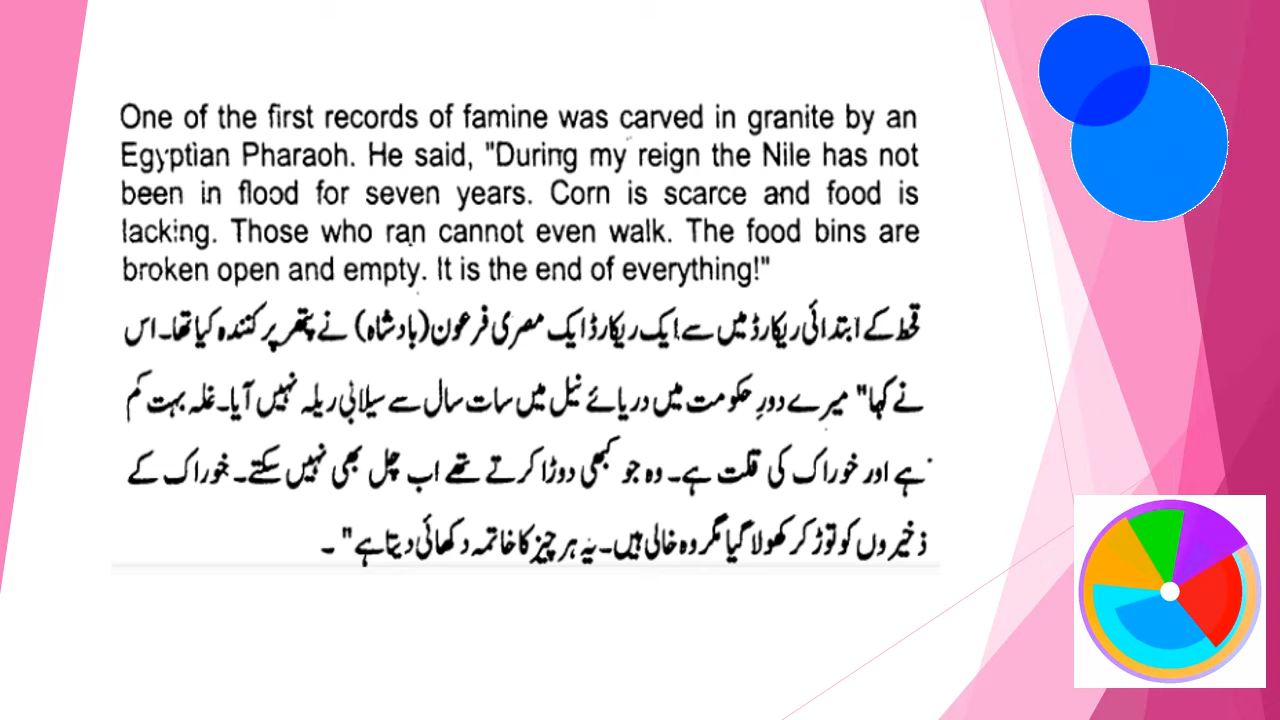 One of the first records of famine was carved in granite by an
Egyptian Pharaoh. He said, "During my reign the Nile has not
been in flood for seven years. Corn is scarce and food is
lacking. Those who ran cannot even walk. The food bins are
broken open and empty. It is the end of everything!"
قحط کے ابتدائی ریکارڈ میں سے ایک ریکارڈ ایک مصری فرعون (بادشاہ) نے پتھر پر کنندہ کیا تھا۔ اس
نے کہا" میرے دورِ حکومت میں دریائے نیل میں سات سال سے سیلابی ریلہ نہیں آیا۔ غلہ بہت کم
ہے اور خوراک کی قلت ہے۔ وہ جو کبھی دوڑا کرتے تھے اب چل بھی نہیں سکتے۔ خوراک کے
ذخیروں کو توڑ کر کھولا گیا مگر وہ خالی ہیں۔ یہ ہر چیز کا خاتمہ دکھائی دیتا ہے" ۔